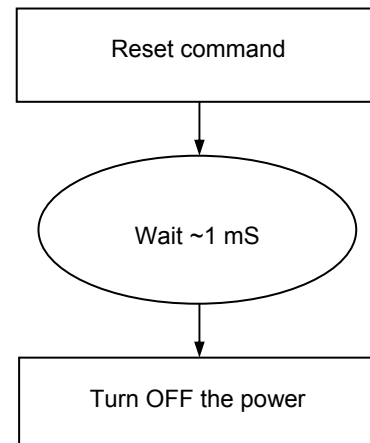 Reset command
Wait ~1 mS
Turn OFF the power